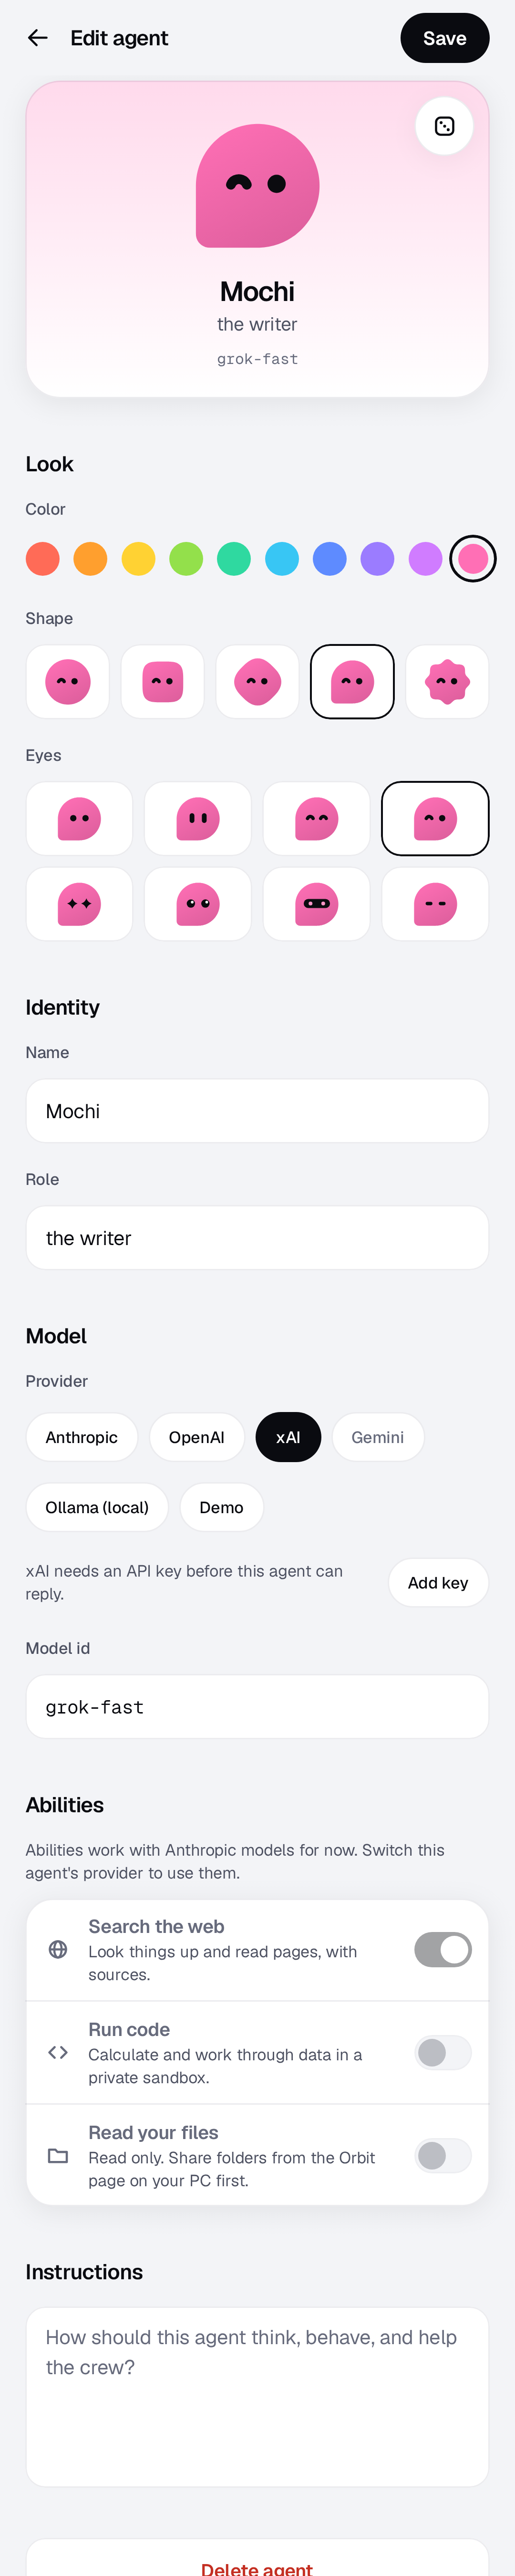 Edit agent
Save
Mochi
the writer
grok-fast
Look
Color
Shape
Eyes
Identity
Name
Mochi
Role
the writer
Model
Provider
Anthropic
OpenAI
xAI
Gemini
Ollama (local)
Demo
xAI needs an API key before this agent can
reply.
Add key
Model id
grok-fast
Abilities
Abilities work with Anthropic models for now. Switch this
agent's provider to use them.
Search the web
Look things up and read pages, with
sources.
Run code
Calculate and work through data in a
private sandbox.
Read your files
Read only. Share folders from the Orbit
page on your PC first.
Instructions
How should this agent think, behave, and help
the crew?
Delete agent